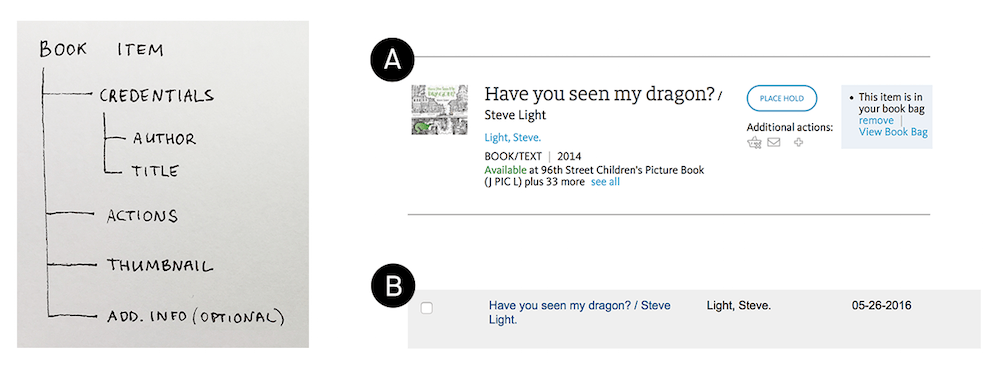 BOOK ITEM
CREDENTIALS
AUTHOR
TITLE
ACTIONS
THUMBNAIL
ADD. INFO (OPTIONAL)
A
Have you seen my dragon? /
Steve Light
Light, Steve.
BOOK/TEXT | 2014
Available at 96th Street Children's Picture Book
(J PIC L) plus 33 more see all
PLACE HOLD
Additional actions:
• This item is in
your book bag
remove |
View Book Bag
B
Have you seen my dragon? / Steve
Light.
Light, Steve.
05-26-2016